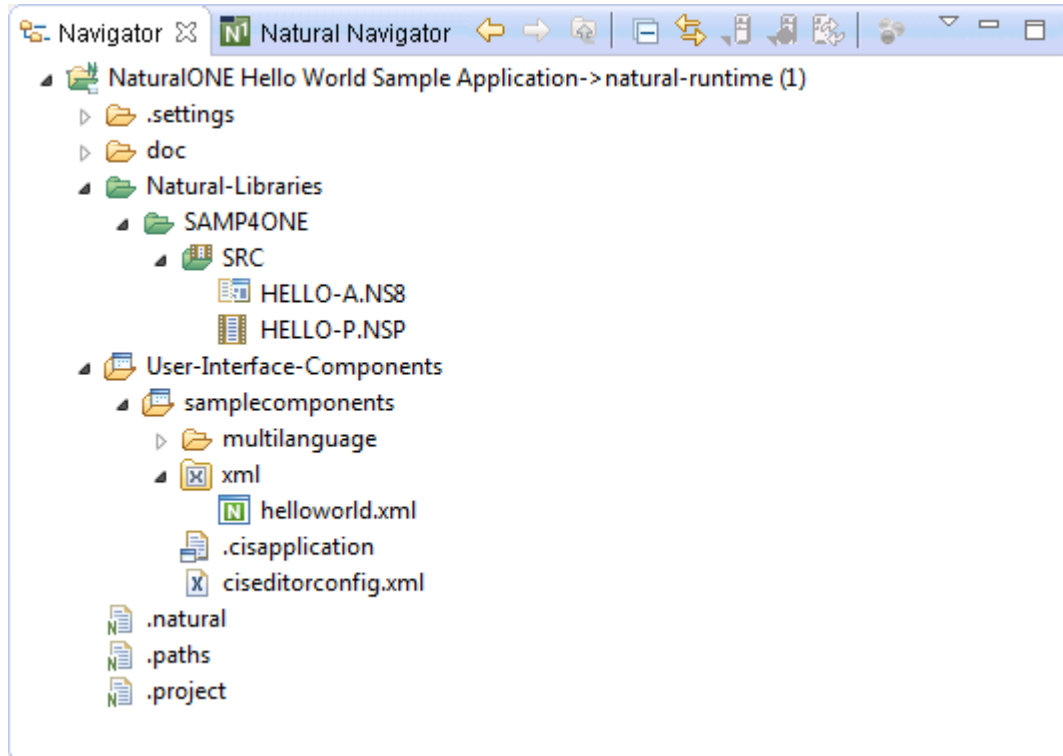 Navigator Natural Navigator
NaturalONE Hello World Sample Application->natural-runtime (1)
.settings
doc
Natural-Libraries
SAMP4ONE
SRC
HELLO-A.NS8
HELLO-P.NSP
User-Interface-Components
samplecomponents
multilanguage
xml
helloworld.xml
.cisapplication
ciseditorconfig.xml
.natural
.paths
.project